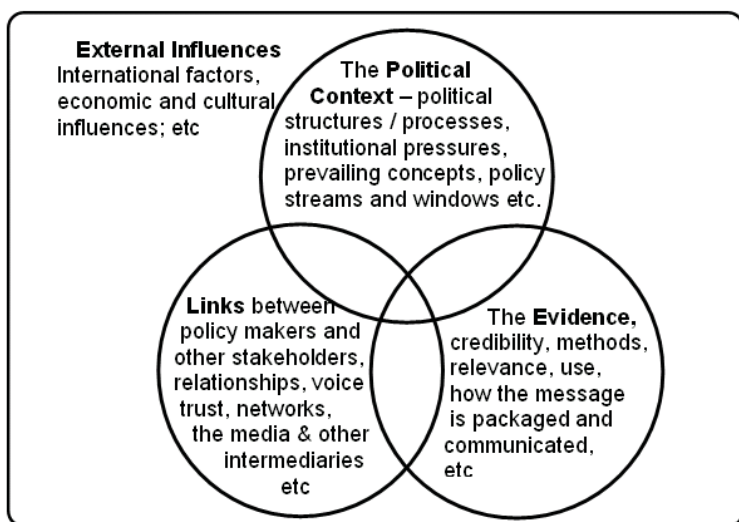 External Influences
International factors,
economic and cultural
influences; etc
The Political
Context – political
structures / processes,
institutional pressures,
prevailing concepts, policy
streams and windows etc.
Links between
policy makers and
other stakeholders,
relationships, voice
trust, networks,
the media & other
intermediaries
etc
The Evidence,
credibility, methods,
relevance, use,
how the message
is packaged and
communicated,
etc